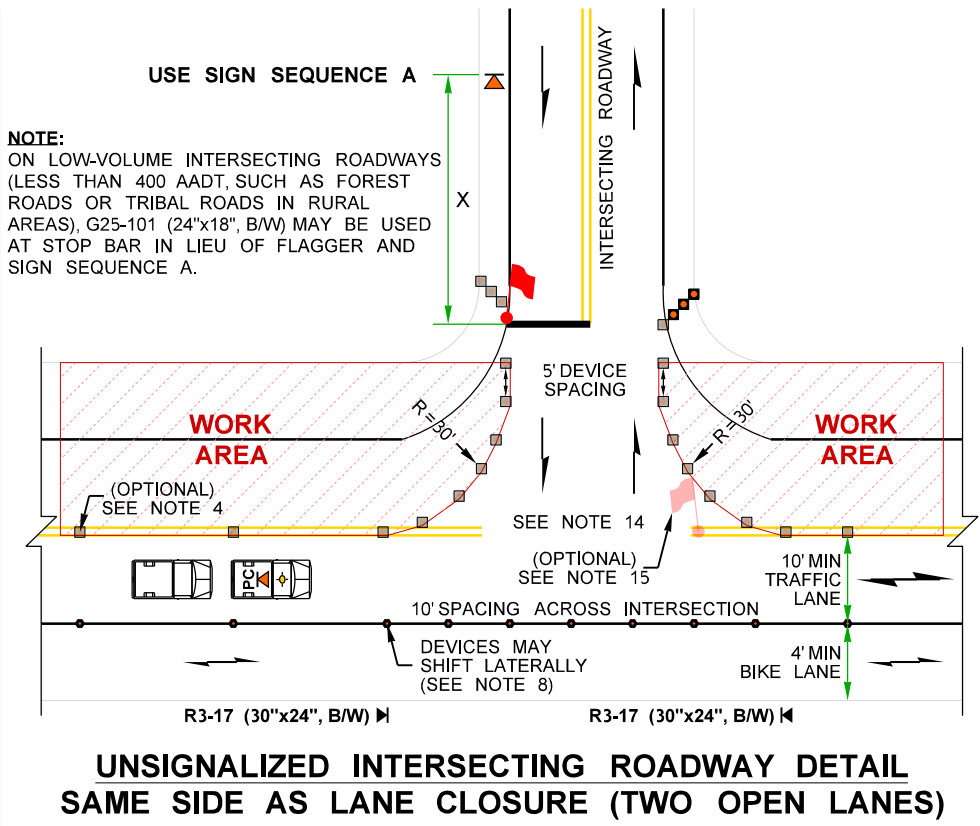 USE SIGN SEQUENCE A
NOTE:
ON LOW-VOLUME INTERSECTING ROADWAYS
(LESS THAN 400 AADT, SUCH AS FOREST
ROADS OR TRIBAL ROADS IN RURAL
AREAS), G25-101 (24"x18", B/W) MAY BE USED
AT STOP BAR IN LIEU OF FLAGGER AND
SIGN SEQUENCE A.
X
INTERSECTING ROADWAY
5' DEVICE
SPACING
R=30'
R=30'
WORK
AREA
WORK
AREA
(OPTIONAL)
SEE NOTE 4
SEE NOTE 14
(OPTIONAL)
SEE NOTE 15
10' MIN
TRAFFIC
LANE
PC
10' SPACING ACROSS INTERSECTION
DEVICES MAY
SHIFT LATERALLY
(SEE NOTE 8)
4' MIN
BIKE LANE
R3-17 (30"x24", B/W)
R3-17 (30"x24", B/W)
UNSIGNALIZED INTERSECTING ROADWAY DETAIL
SAME SIDE AS LANE CLOSURE (TWO OPEN LANES)